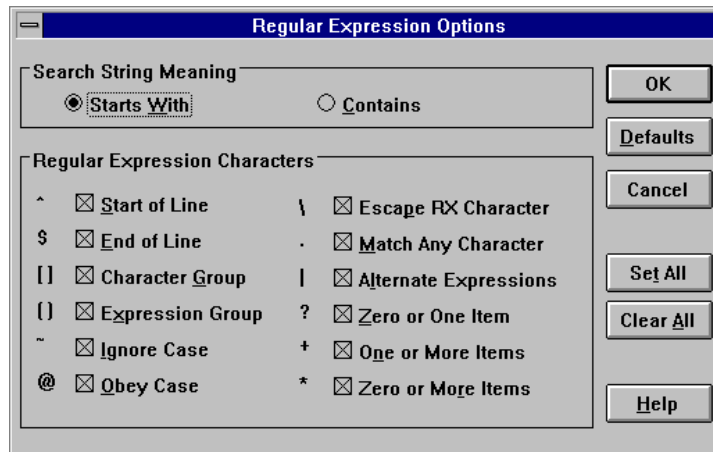 Regular Expression Options
Search String Meaning
Starts With
Contains
OK
Defaults
Cancel
Regular Expression Characters
^ Start of Line
$ End of Line
[ ] Character Group
( ) Expression Group
~ Ignore Case
@ Obey Case
\ Escape RX Character
. Match Any Character
| Alternate Expressions
? Zero or One Item
+ One or More Items
* Zero or More Items
Set All
Clear All
Help